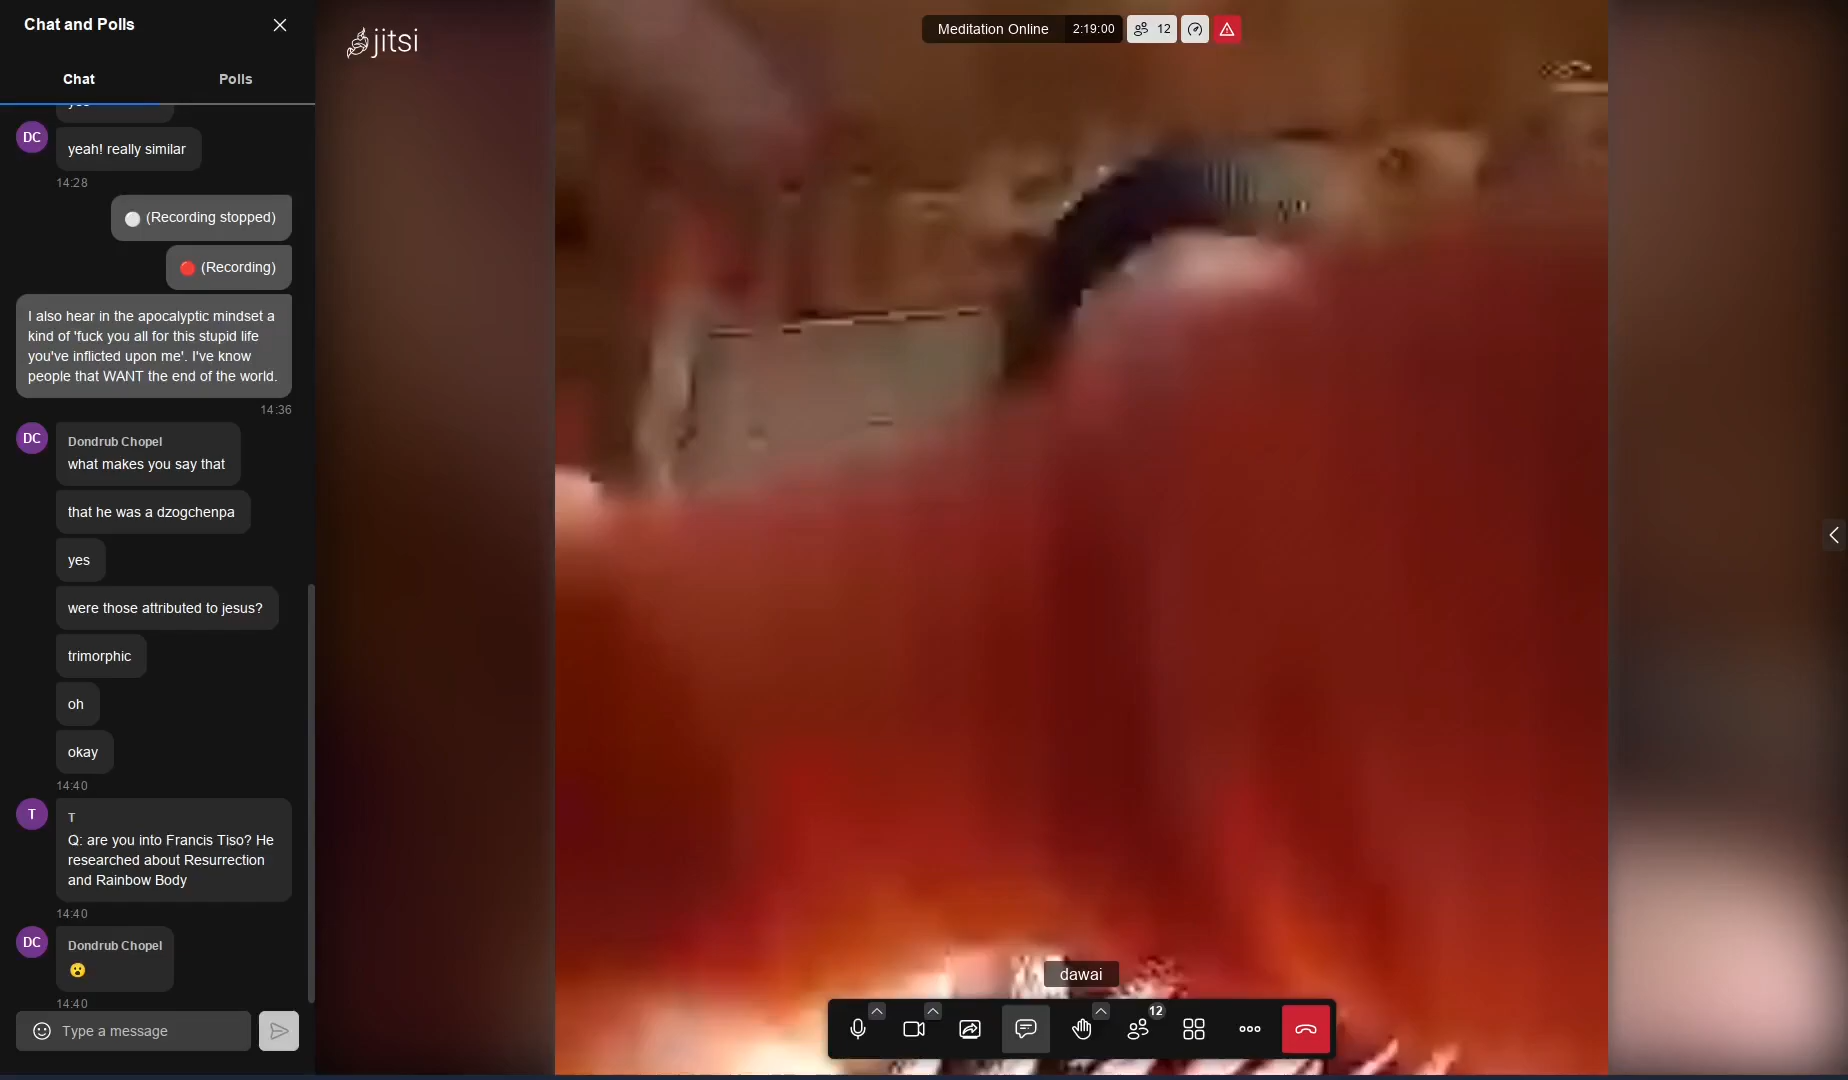 Chat and Polls
Chat
Polls
DC
yeah! really similar
14:28
(Recording stopped)
(Recording)
I also hear in the apocalyptic mindset a
kind of 'fuck you all for this stupid life
you've inflicted upon me'. I've know
people that WANT the end of the world.
14:36
DC
Dondrub Chopel
what makes you say that
that he was a dzogchenpa
yes
were those attributed to jesus?
trimorphic
oh
okay
14:40
T
T
Q: are you into Francis Tiso? He
researched about Resurrection
and Rainbow Body
14:40
DC
Dondrub Chopel
14:40
Type a message
jitsi
Meditation Online
2:19:00
12
dawai
12